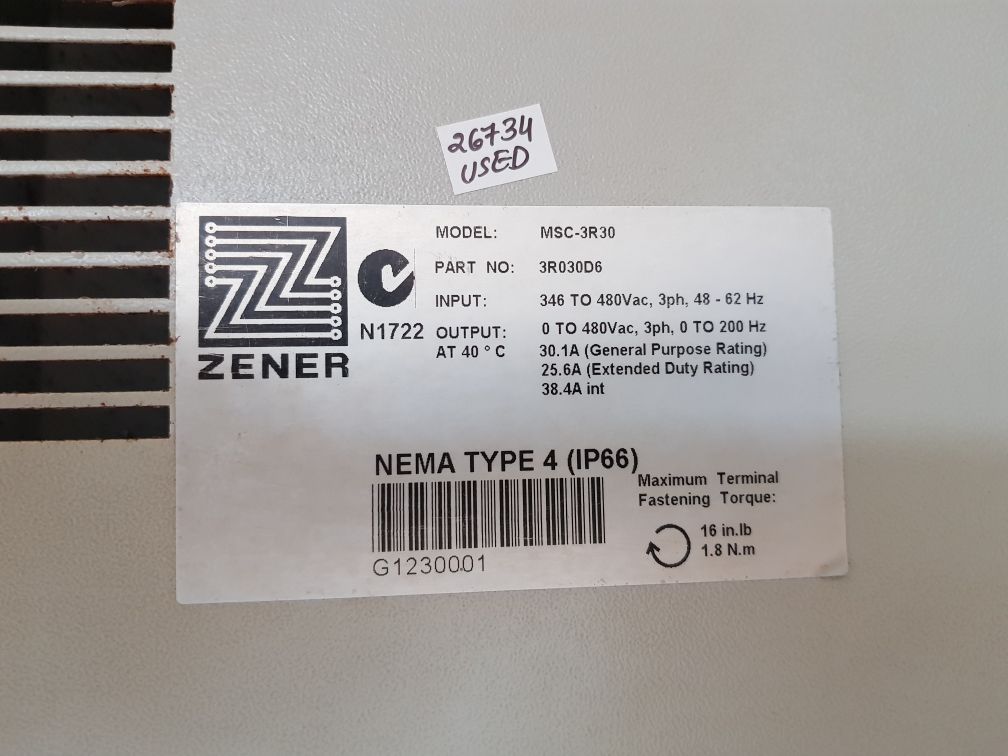 26734
USED
ZENER
N1722
MODEL: MSC-3R30
PART NO: 3R030D6
INPUT: 346 TO 480Vac, 3ph, 48 - 62 Hz
OUTPUT: 0 TO 480Vac, 3ph, 0 TO 200 Hz
AT 40 ° C 30.1A (General Purpose Rating)
25.6A (Extended Duty Rating)
38.4A int
NEMA TYPE 4 (IP66)
Maximum Terminal
Fastening Torque:
16 in.lb
1.8 N.m
G1230001